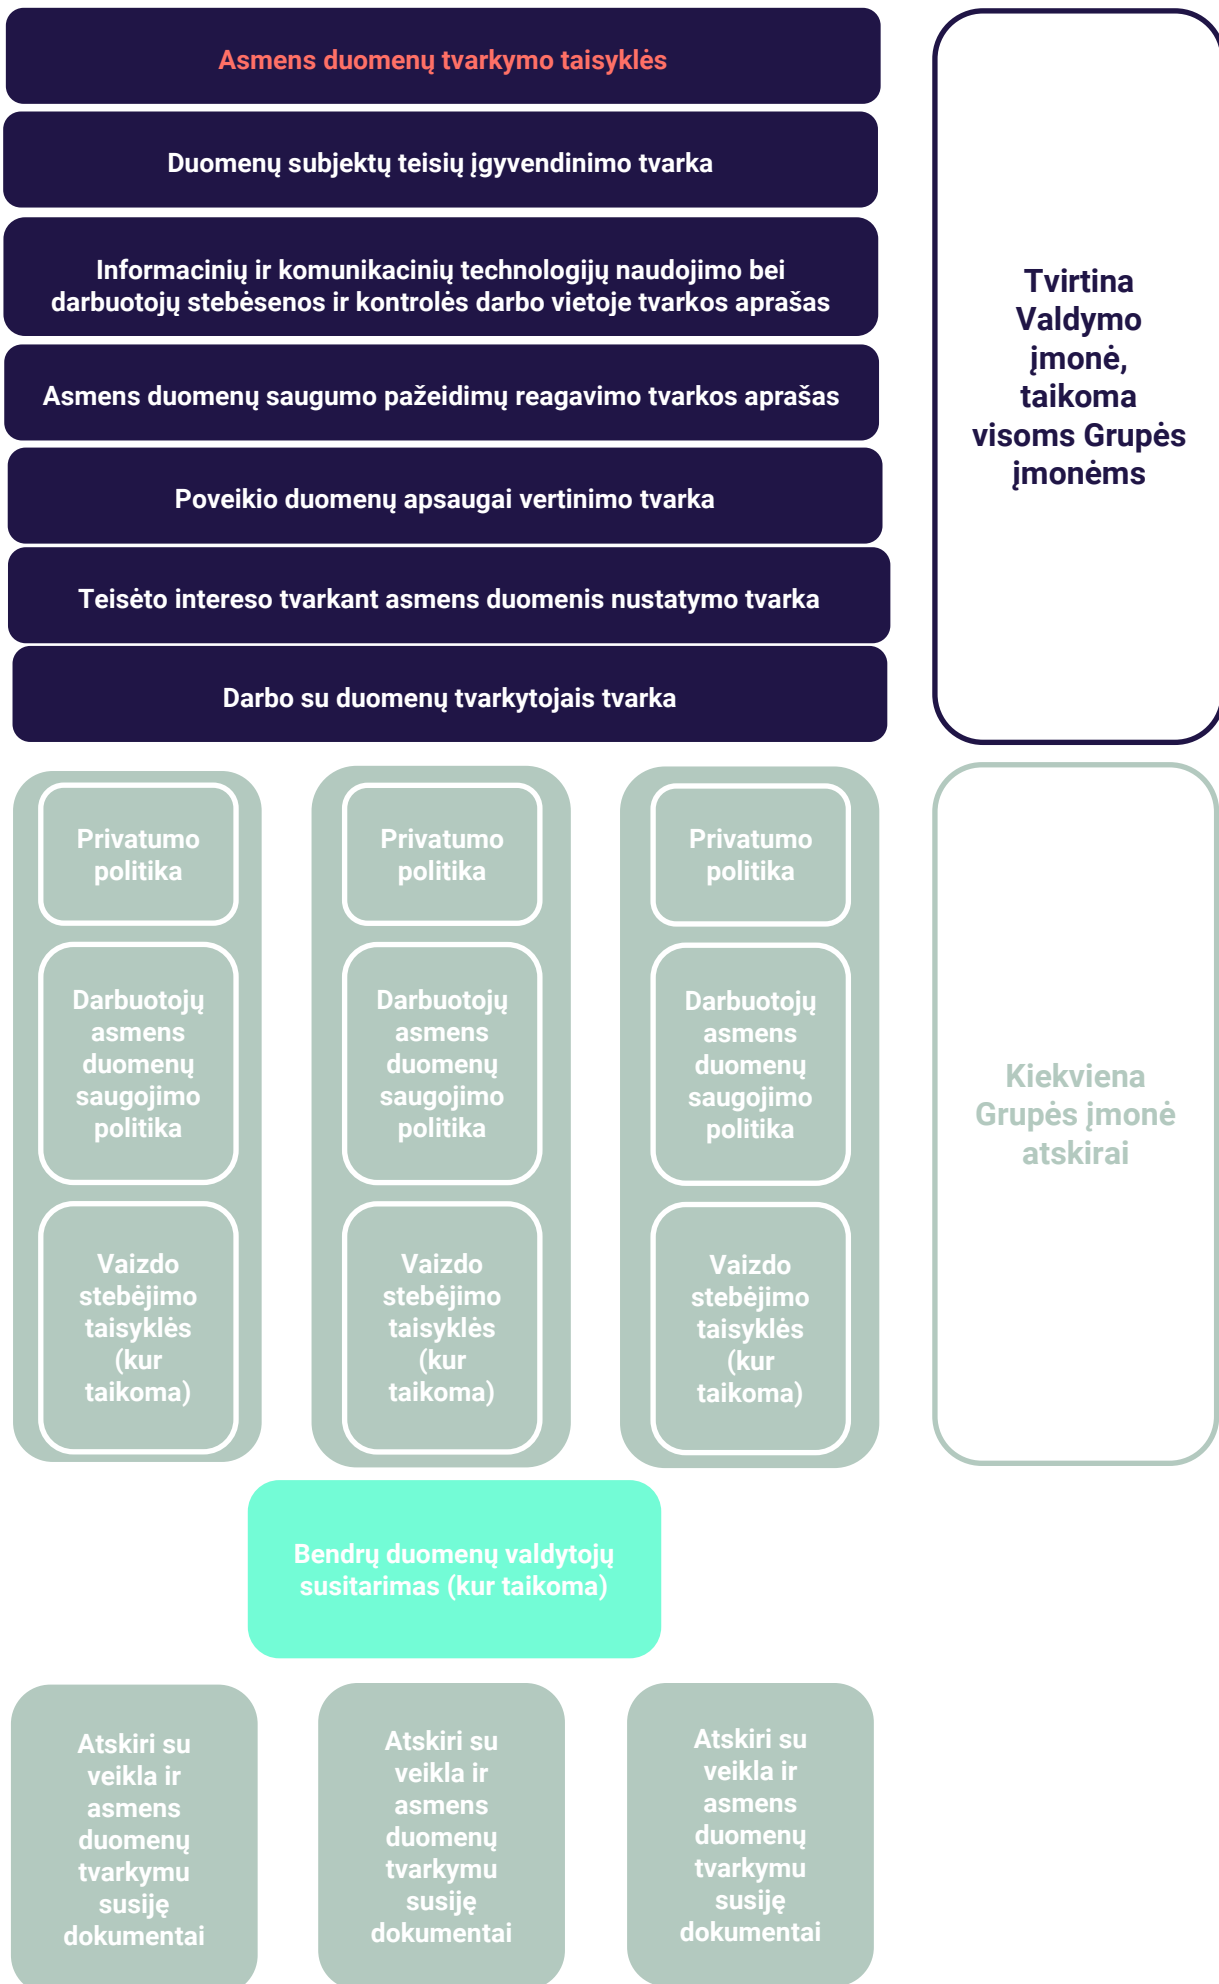 Asmens duomenų tvarkymo taisyklės
Duomenų subjektų teisių įgyvendinimo tvarka
Informacinių ir komunikacinių technologijų naudojimo bei
darbuotojų stebėsenos ir kontrolės darbo vietoje tvarkos aprašas
Asmens duomenų saugumo pažeidimų reagavimo tvarkos aprašas
Poveikio duomenų apsaugai vertinimo tvarka
Teisėto intereso tvarkant asmens duomenis nustatymo tvarka
Darbo su duomenų tvarkytojais tvarka
Tvirtina
Valdymo
įmonė,
taikoma
visoms Grupės
įmonėms
Privatumo
politika
Darbuotojų
asmens
duomenų
saugojimo
politika
Vaizdo
stebėjimo
taisyklės
(kur
taikoma)
Privatumo
politika
Darbuotojų
asmens
duomenų
saugojimo
politika
Vaizdo
stebėjimo
taisyklės
(kur
taikoma)
Privatumo
politika
Darbuotojų
asmens
duomenų
saugojimo
politika
Vaizdo
stebėjimo
taisyklės
(kur
taikoma)
Kiekviena
Grupės įmonė
atskirai
Bendrų duomenų valdytojų
susitarimas (kur taikoma)
Atskiri su
veikla ir
asmens
duomenų
tvarkymu
susiję
dokumentai
Atskiri su
veikla ir
asmens
duomenų
tvarkymu
susiję
dokumentai
Atskiri su
veikla ir
asmens
duomenų
tvarkymu
susiję
dokumentai